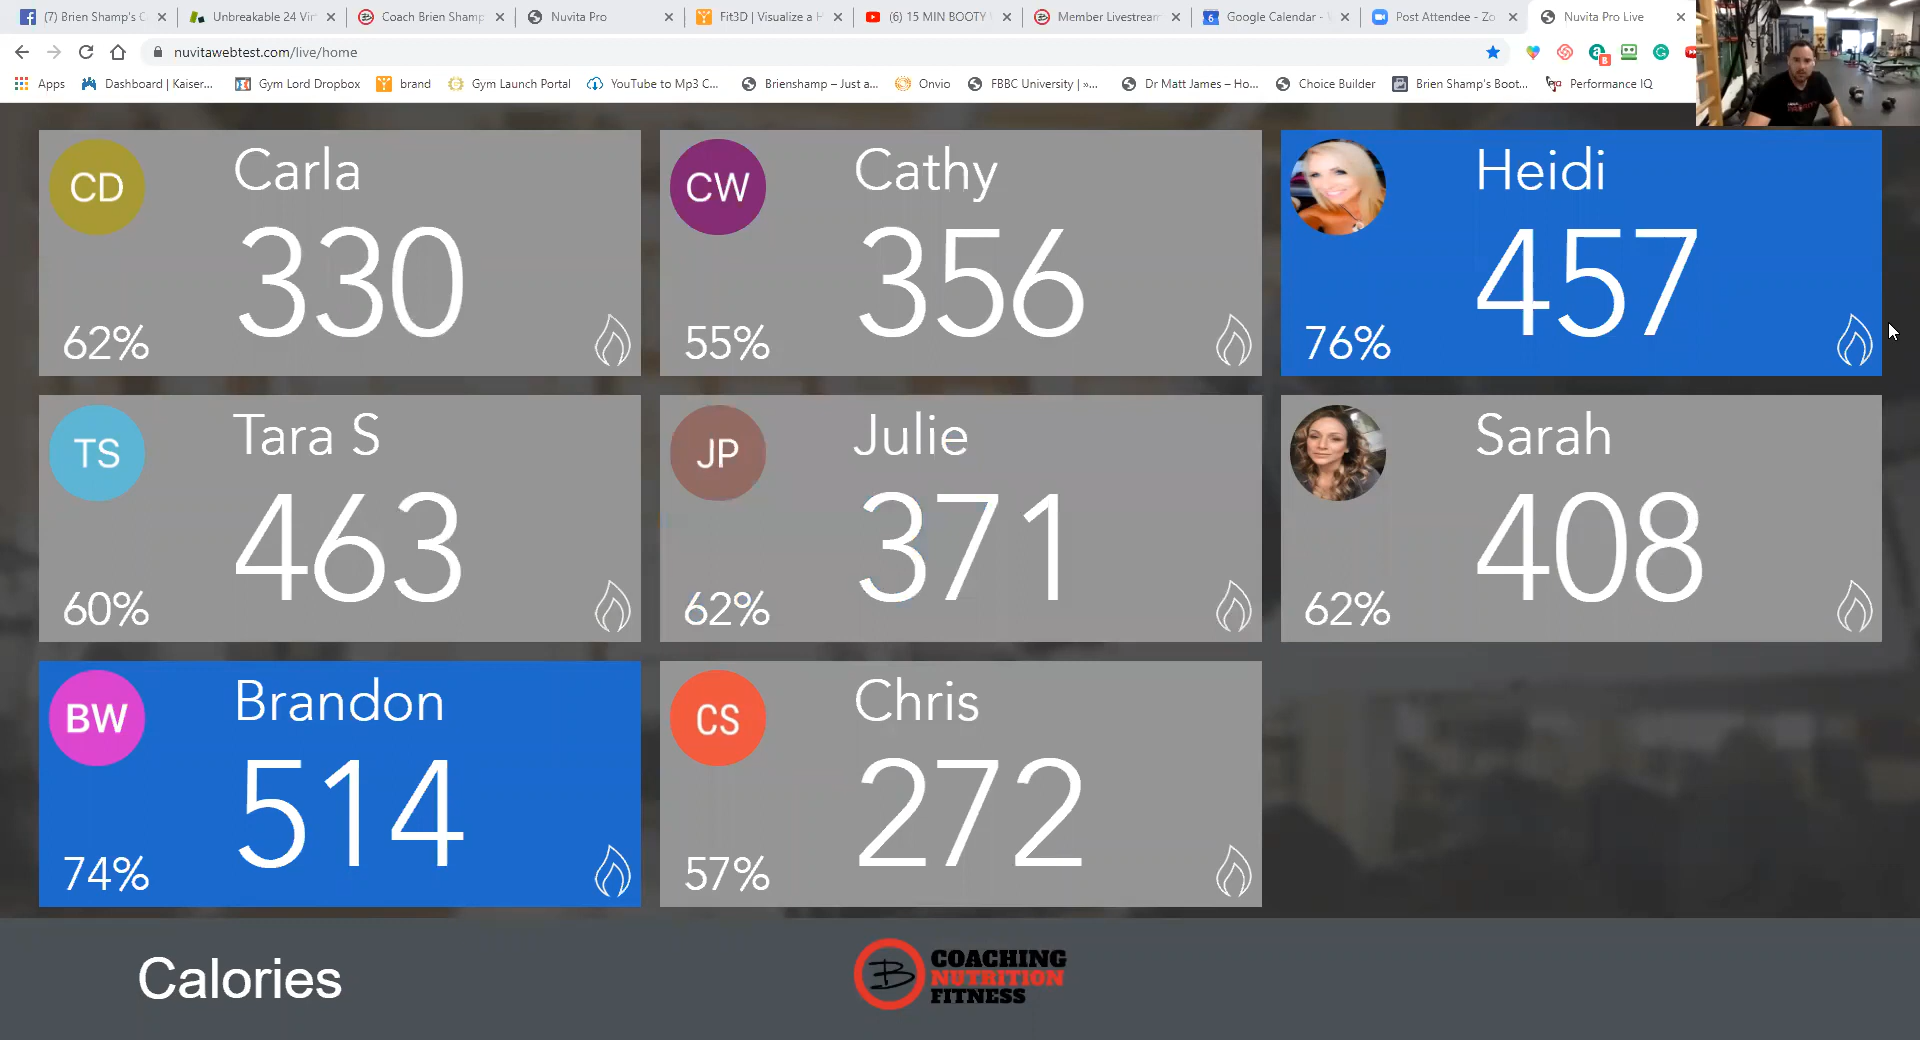 (7) Brien Shamp's C
Unbreakable 24 Vir
Coach Brien Shamp
Nuvita Pro
Fit3D | Visualize a H
(6) 15 MIN BOOTY
Member Livestream
Google Calendar -
Post Attendee - Zo
Nuvita Pro Live
nuvitawebtest.com/live/home
Apps
Dashboard | Kaiser...
Gym Lord Dropbox
brand
Gym Launch Portal
YouTube to Mp3 C...
Brienshamp – Just a...
Onvio
FBBC University | »...
Dr Matt James – Ho...
Choice Builder
Brien Shamp's Boot...
Performance IQ
CD
Carla
330
62%
CW
Cathy
356
55%
Heidi
457
76%
TS
Tara S
463
60%
JP
Julie
371
62%
Sarah
408
62%
BW
Brandon
514
74%
CS
Chris
272
57%
Calories
COACHING
NUTRITION
FITNESS